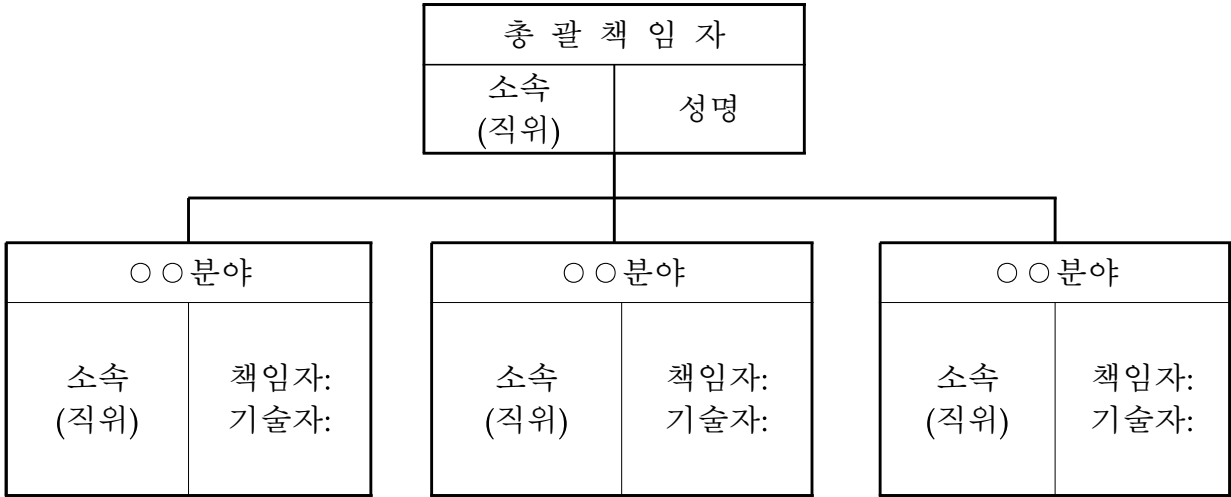 총 괄 책 임 자
소속
(직위)
성명
○○분야
소속
(직위)
책임자:
기술자:
○○분야
소속
(직위)
책임자:
기술자:
○○분야
소속
(직위)
책임자:
기술자: